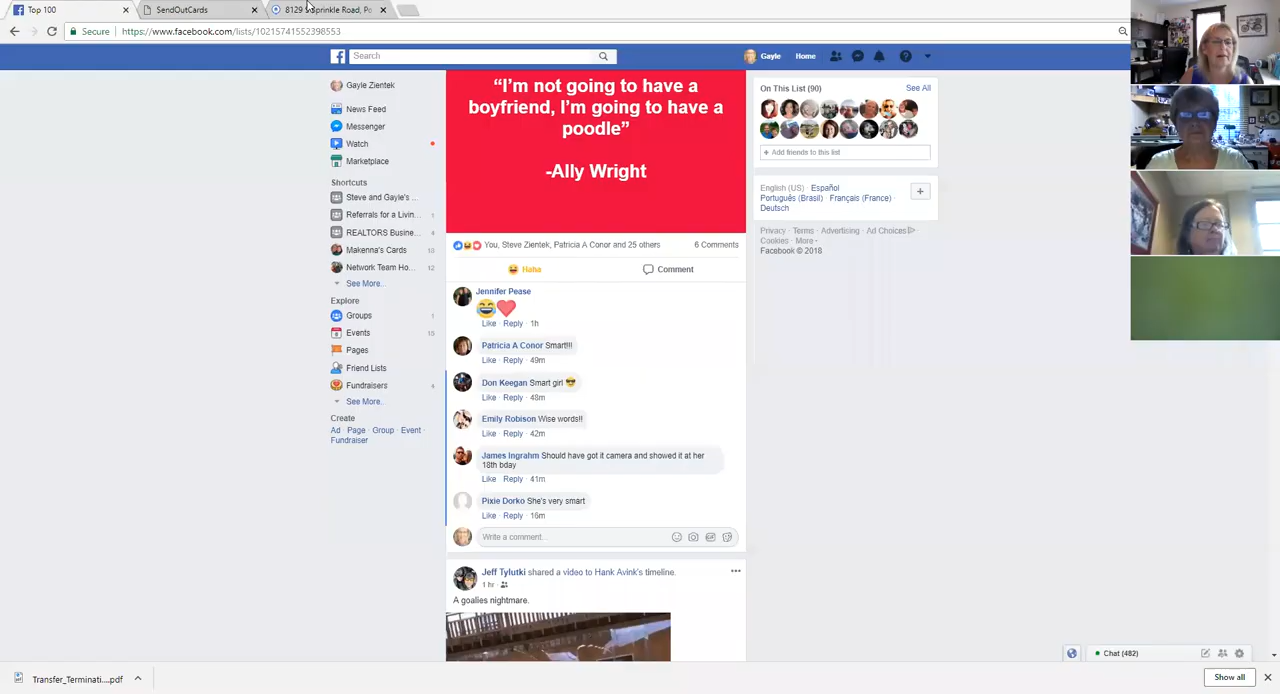 Top 100
SendOutCards
8129 S Sprinkle Road, Po
Secure https://www.facebook.com/lists/10215741552398553
Search
Gayle Home
Gayle Zientek
News Feed
Messenger
Watch
Marketplace
Shortcuts
Steve and Gayle's ..
Referrals for a Livin... 1
REALTORS Busine... 4
Makenna's Cards 10
Network Team Ho... 12
See More...
Explore
Groups 1
Events 15
Pages
Friend Lists
Fundraisers 4
See More..
Create
Ad · Page · Group · Event ·
Fundraiser
“I'm not going to have a
boyfriend, I'm going to have a
poodle”
-Ally Wright
You, Steve Zientek, Patricia A Conor and 25 others 6 Comments
Haha Comment
Jennifer Pease
Like · Reply · 1h
Patricia A Conor Smart!!!
Like · Reply · 49m
Don Keegan Smart girl
Like · Reply · 48m
Emily Robison Wise words!!
Like · Reply · 42m
James Ingrahm Should have got it camera and showed it at her
18th bday
Like · Reply · 41m
Pixie Dorko She's very smart
Like · Reply · 16m
Write a comment...
Jeff Tylutki shared a video to Hank Avink's timeline.
1 hr ·
A goalies nightmare.
On This List (90) See All
+ Add friends to this list
English (US) · Español
Português (Brasil) · Français (France) ·
Deutsch
Privacy · Terms · Advertising · Ad Choices
Cookies · More
Facebook © 2018
Chat (482)
Transfer_Terminati....pdf
Show all